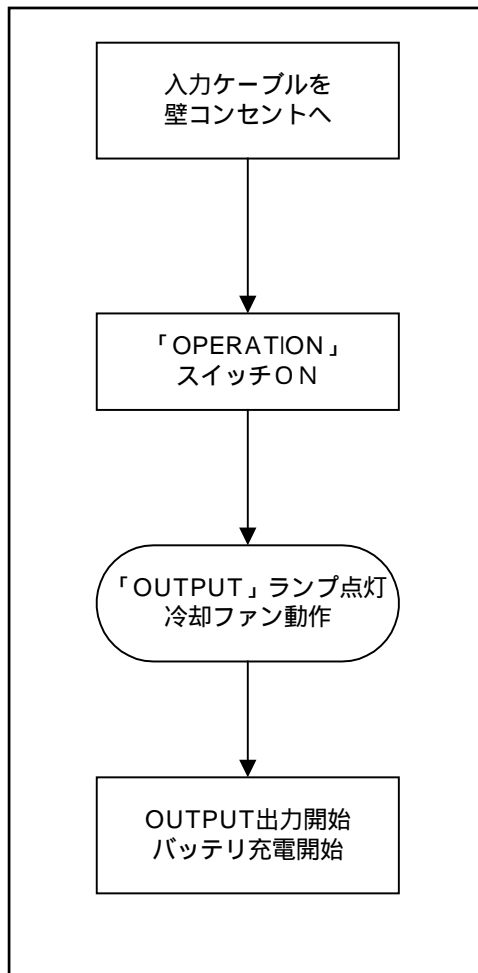 入力ケーブルを
壁コンセントへ
「OPERATION」
スイッチＯＮ
「OUTPUT」ランプ点灯
冷却ファン動作
OUTPUT出力開始
バッテリ充電開始